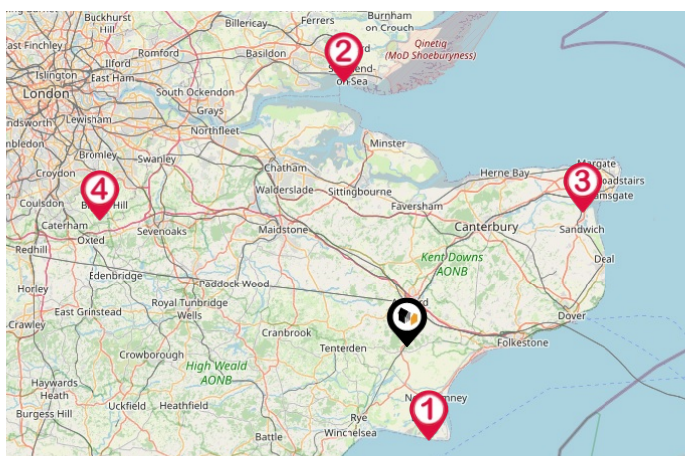 Buckhurst
Hill
Billericay
Ferrers
Burnham
on Crouch
2
Qinetiq
(MoD Shoeburyness)
East Finchley
Ilford
Romford
Basildon
Islington
East Ham
on-Sea
London
South Ockendon
Grays
Lewisham
Northfleet
Minster
Bromley
Swanley
Chatham
Herne Bay
Margate
Croydon
4
Walderslade
Sittingbourne
3
Faversham
Coulsdon
Hill
Canterbury
Caterham
Maidstone
Sandwich
Oxted
Sevenoaks
Redhill
Kent Downs
AONB
Deal
Edenbridge
Paddock Wood
Horley
Royal Tunbridge
Wells
East Grinstead
Dover
Crawley
Cranbrook
Folkestone
Tenterden
Crowborough
High Weald
AONB
Haywards
Heath
1
Uckfield
Heathfield
Rye
Burgess Hill
Battle
Winchelsea